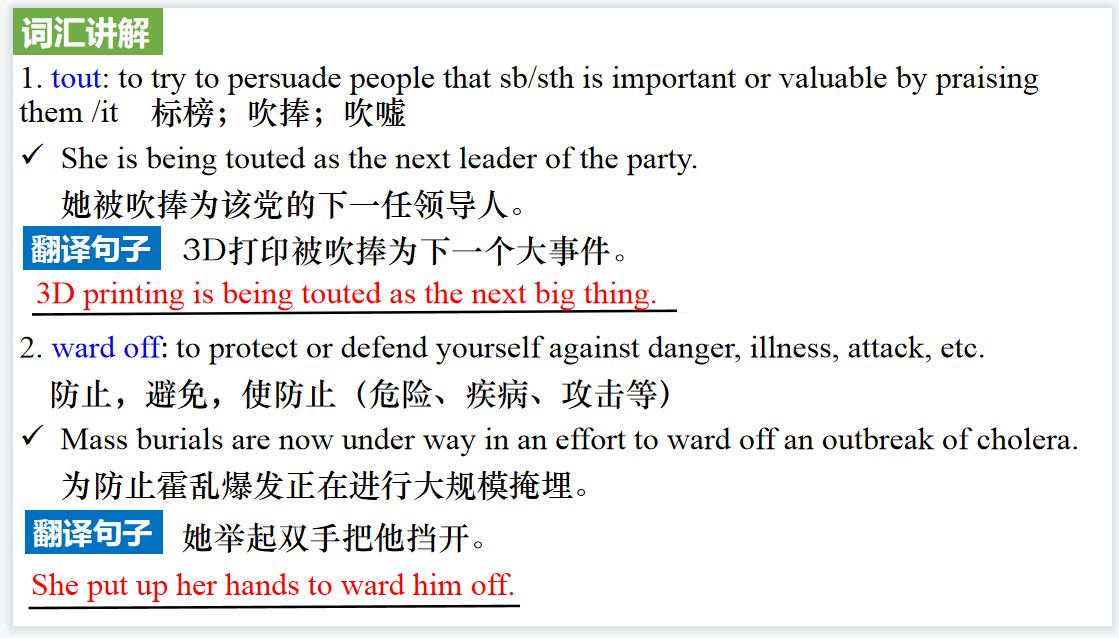 词汇讲解
1. tout: to try to persuade people that sb/sth is important or valuable by praising
them /it 标榜；吹捧；吹嘘
✓ She is being touted as the next leader of the party.
她被吹捧为该党的下一任领导人。
翻译句子 3D打印被吹捧为下一个大事件。
3D printing is being touted as the next big thing.
2. ward off: to protect or defend yourself against danger, illness, attack, etc.
防止，避免，使防止（危险、疾病、攻击等）
✓ Mass burials are now under way in an effort to ward off an outbreak of cholera.
为防止霍乱爆发正在进行大规模掩埋。
翻译句子 她举起双手把他挡开。
She put up her hands to ward him off.